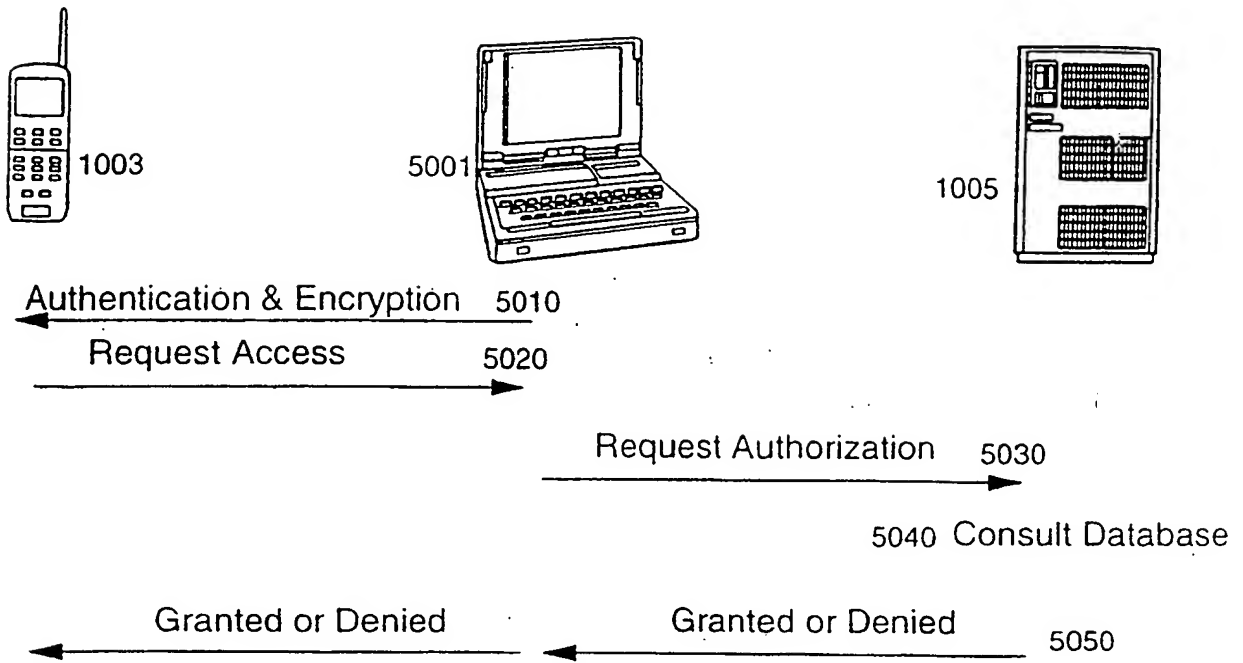 1003
5001
1005
Authentication & Encryption 5010
Request Access 5020
Request Authorization 5030
5040 Consult Database
Granted or Denied Granted or Denied 5050